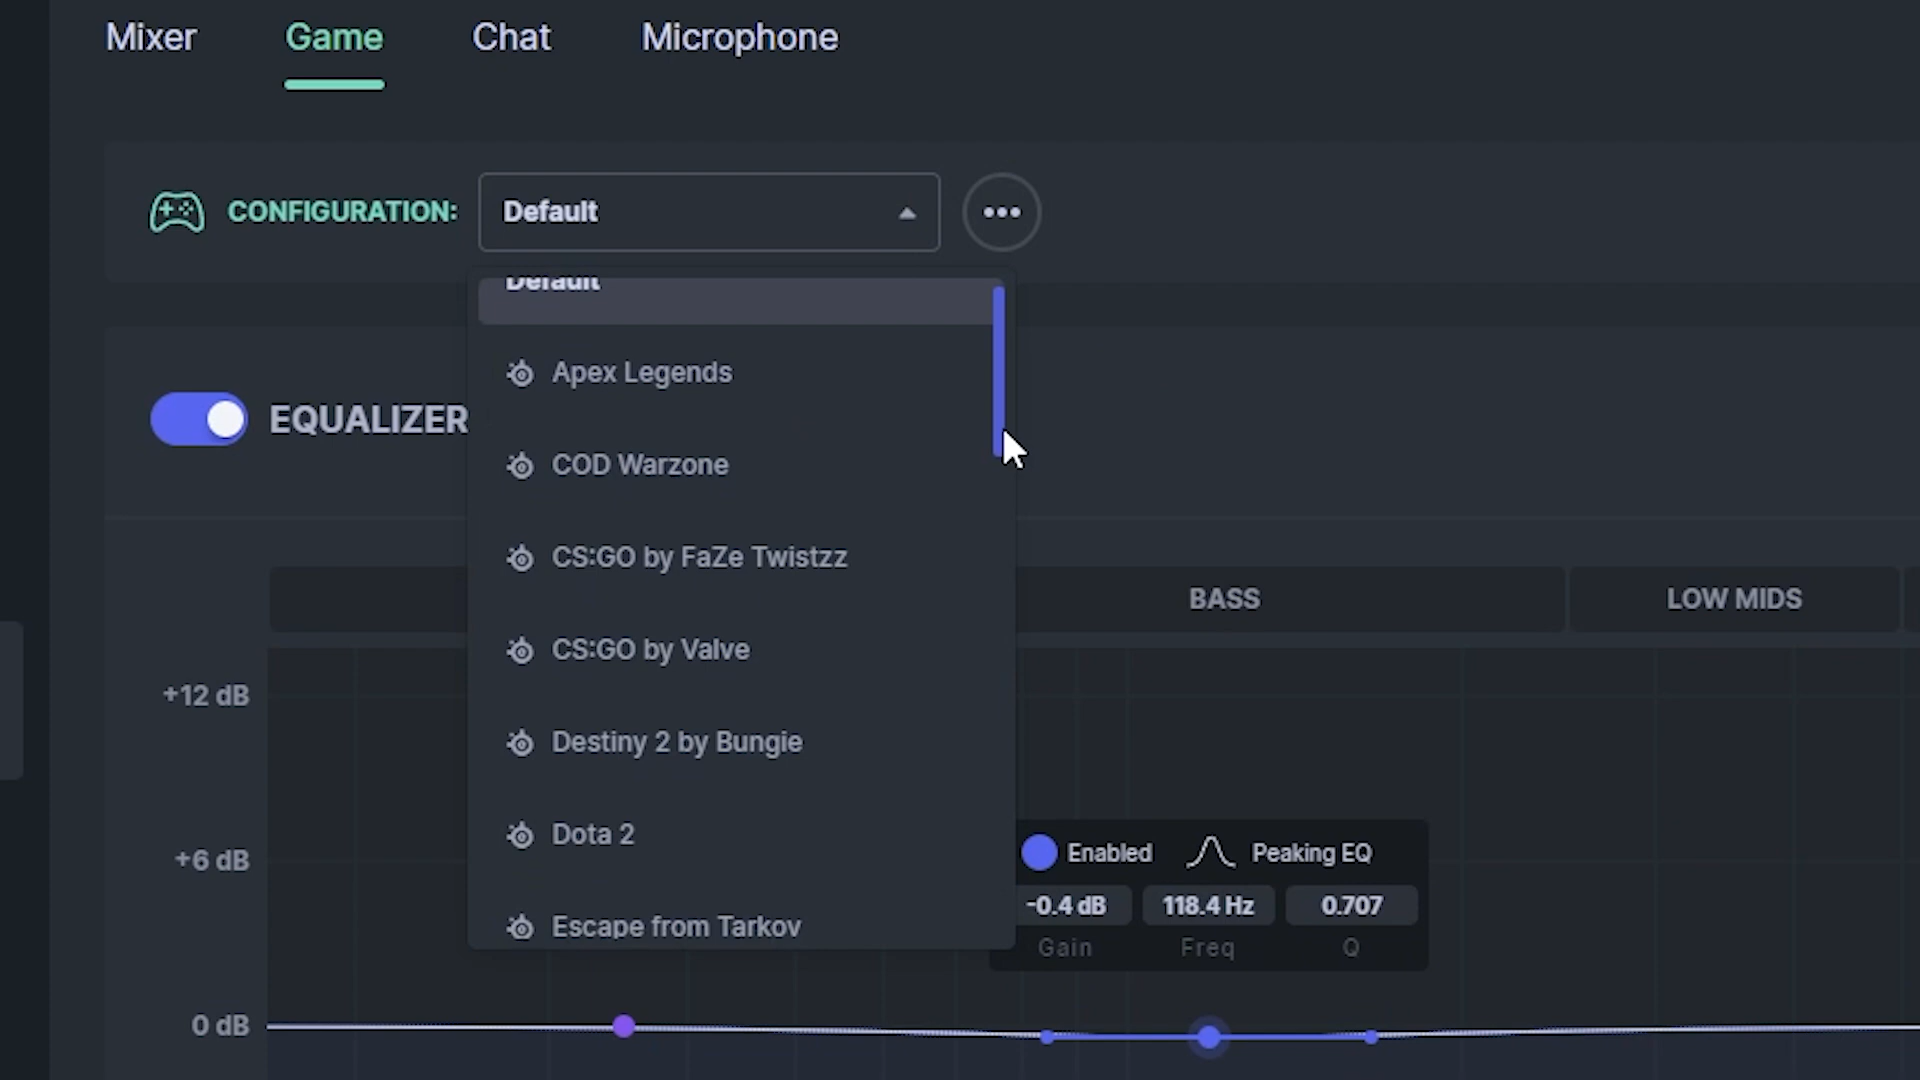 Mixer Game Chat Microphone
CONFIGURATION: Default
Default
Apex Legends
EQUALIZER
COD Warzone
CS:GO by FaZe Twistzz
BASS LOW MIDS
CS:GO by Valve
+12 dB
Destiny 2 by Bungie
Dota 2
+6 dB
Enabled Peaking EQ
-0.4 dB 118.4 Hz 0.707
Escape from Tarkov
Gain Freq Q
0 dB